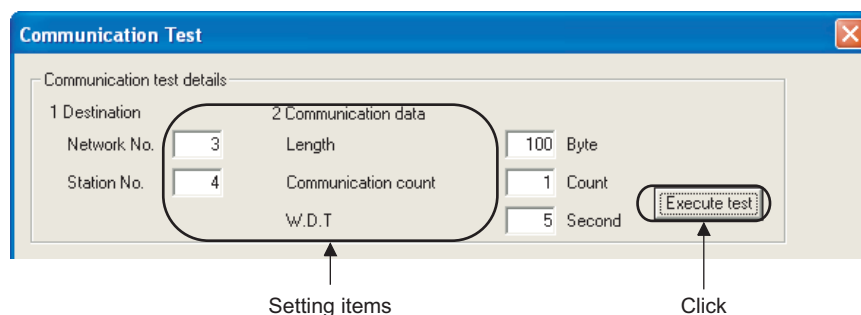 Communication Test
Communication test details
1 Destination 2 Communication data
Network No. 3 Length 100 Byte
Station No. 4 Communication count 1 Count
W.D.T 5 Second
Execute test
Setting items Click